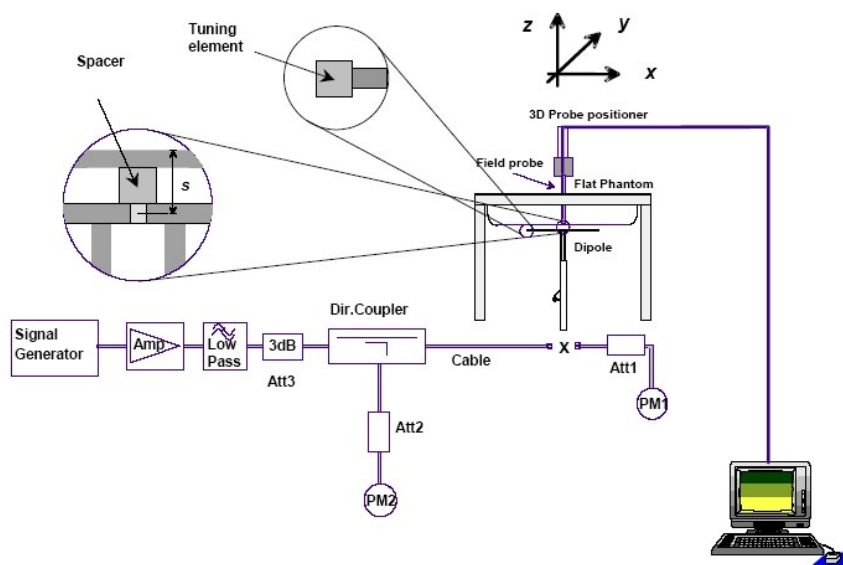 Tuning
element
Spacer
s
z
y
x
3D Probe positioner
Field probe
Flat Phantom
Dipole
Dir.Coupler
Signal
Generator
Amp
Low
Pass
3dB
Att3
Cable
X
Att1
PM1
Att2
PM2